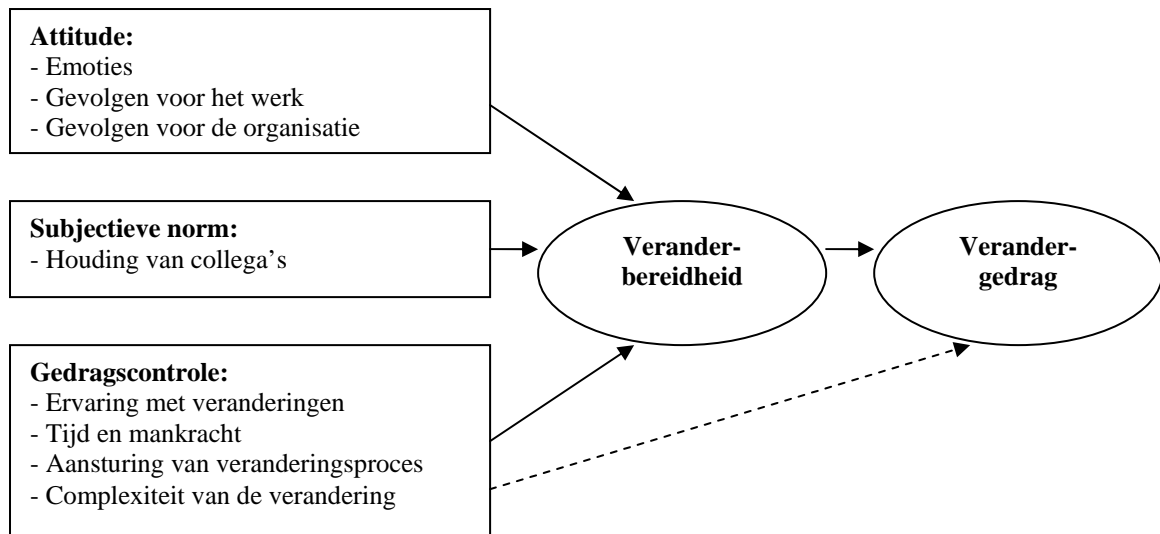 Attitude:
- Emoties
- Gevolgen voor het werk
- Gevolgen voor de organisatie
Subjectieve norm:
- Houding van collega's
Verander-
bereidheid
Verander-
gedrag
Gedragscontrole:
- Ervaring met veranderingen
- Tijd en mankracht
- Aansturing van veranderingsproces
- Complexiteit van de verandering